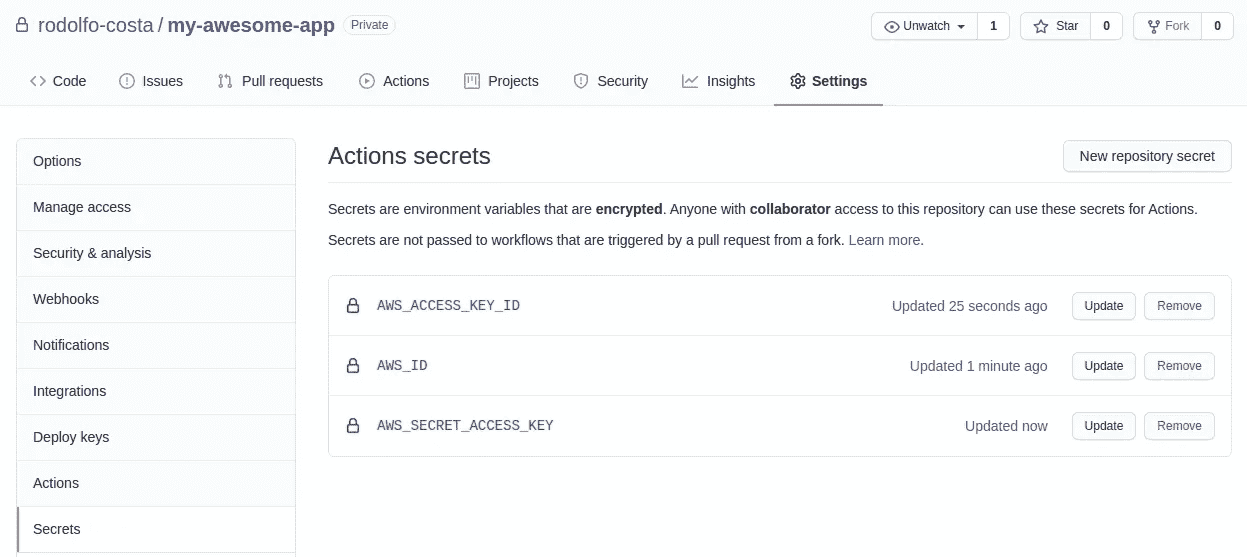 rodolfo-costa / my-awesome-app Private Unwatch 1 Star 0 Fork 0
Code Issues Pull requests Actions Projects Security Insights Settings
Options
Manage access
Security & analysis
Webhooks
Notifications
Integrations
Deploy keys
Actions
Secrets
Actions secrets New repository secret
Secrets are environment variables that are encrypted. Anyone with collaborator access to this repository can use these secrets for Actions.
Secrets are not passed to workflows that are triggered by a pull request from a fork. Learn more.
AWS_ACCESS_KEY_ID Updated 25 seconds ago Update Remove
AWS_ID Updated 1 minute ago Update Remove
AWS_SECRET_ACCESS_KEY Updated now Update Remove